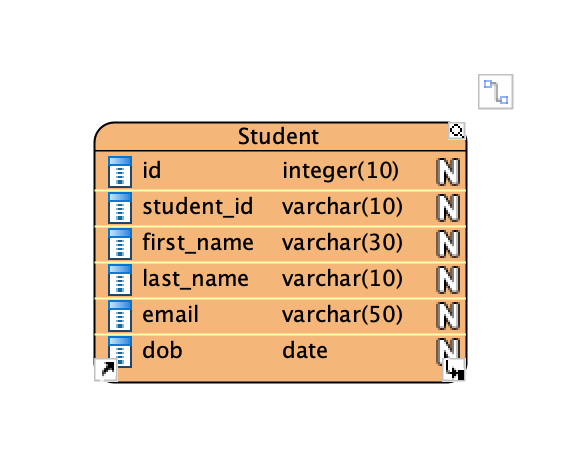 Student
id integer(10) N
student_id varchar(10) N
first_name varchar(30) N
last_name varchar(10) N
email varchar(50) N
dob date N